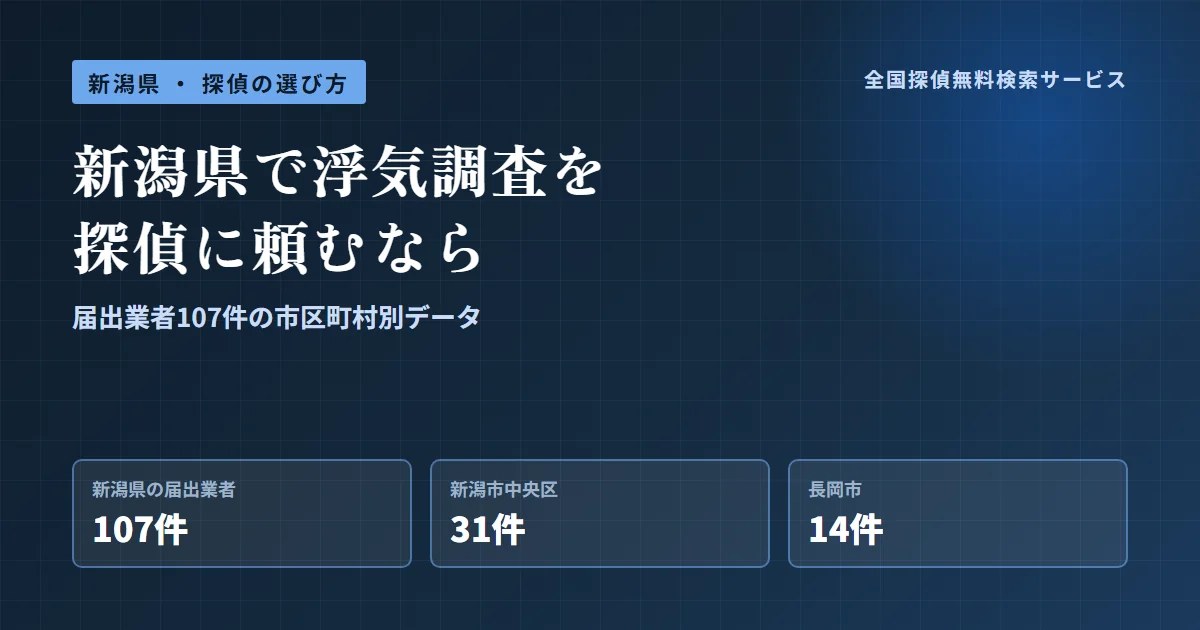 新潟県 ・ 探偵の選び方
全国探偵無料検索サービス
新潟県で浮気調査を
探偵に頼むなら
届出業者107件の市区町村別データ
新潟県の届出業者
107件
新潟市中央区
31件
長岡市
14件